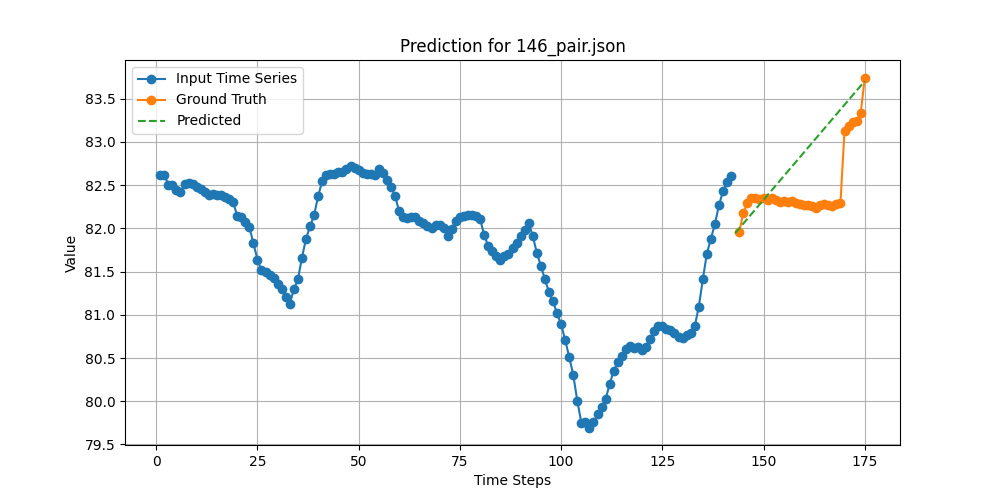 Prediction for 146_pair.json
Input Time Series
Ground Truth
Predicted
Value
83.5
83.0
82.5
82.0
81.5
81.0
80.5
80.0
79.5
0 25 50 75 100 125 150 175
Time Steps